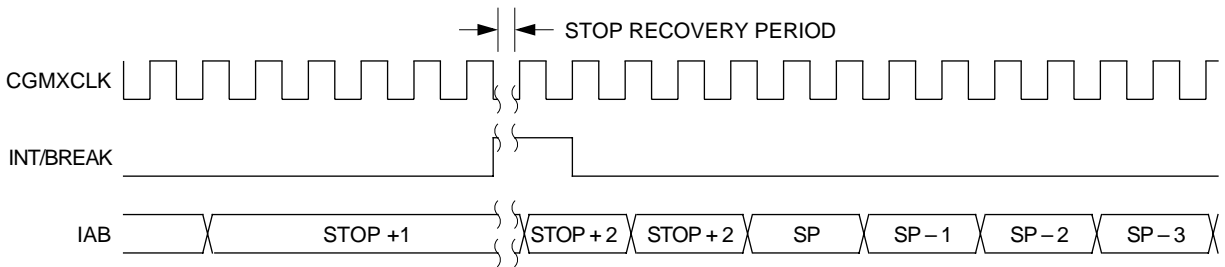 STOP RECOVERY PERIOD
CGMXCLK
INT/BREAK
IAB STOP +1 STOP + 2 STOP + 2 SP SP – 1 SP – 2 SP – 3